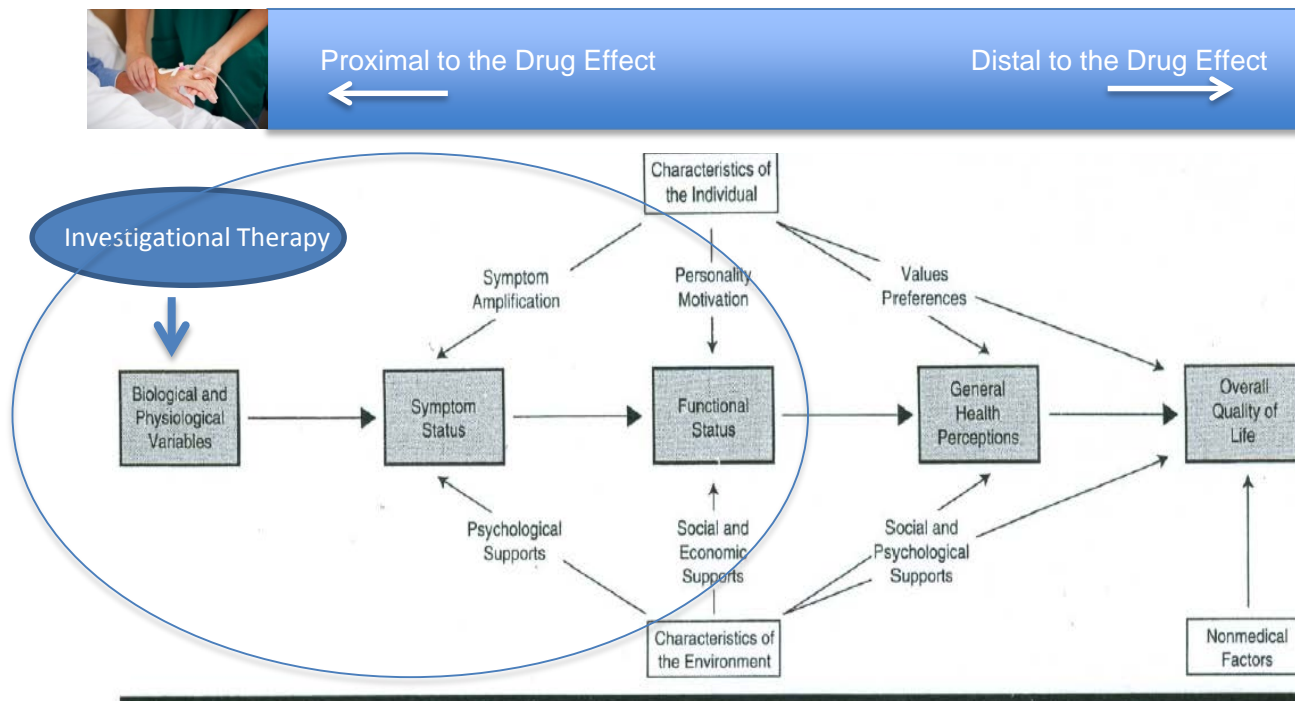 Proximal to the Drug Effect
Distal to the Drug Effect
Characteristics of
the Individual
Investigational Therapy
Symptom
Amplification
Personality
Motivation
Values
Preferences
Biological and
Physiological
Variables
Symptom
Status
Functional
Status
General
Health
Perceptions
Overall
Quality of
Life
Psychological
Supports
Social and
Economic
Supports
Social and
Psychological
Supports
Characteristics of
the Environment
Nonmedical
Factors